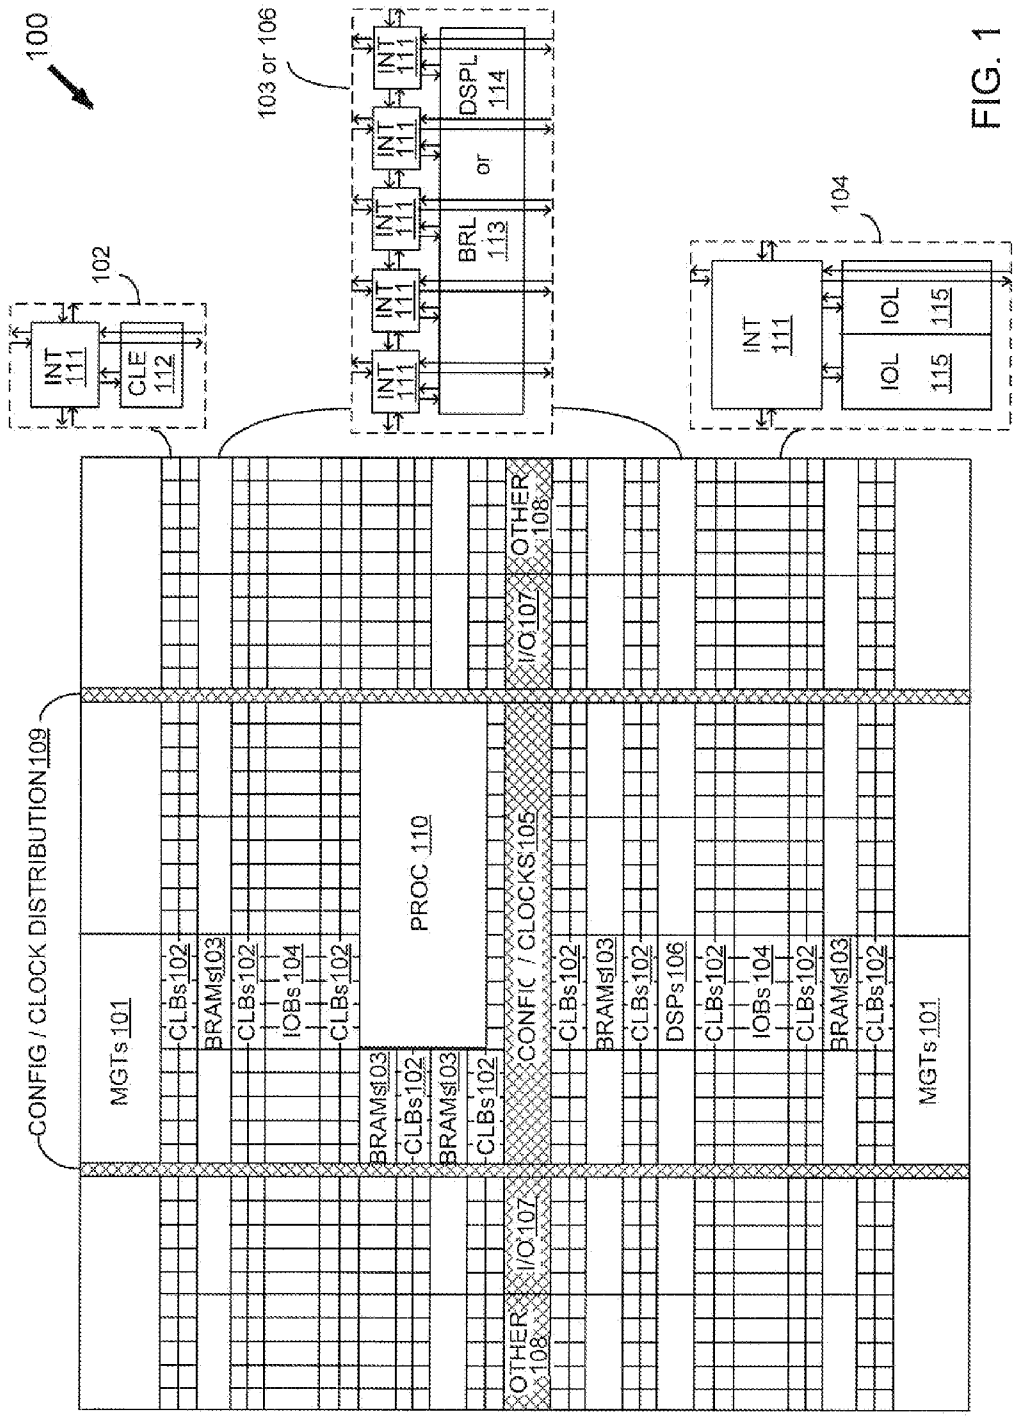 100
CONFIG / CLOCK DISTRIBUTION 109
MGTs 101
CLBs 102
BRAMs 103
CLBs 102
IOBs 104
CLBs 102
BRAMs 103
CLBs 102
BRAMs 103
CLBs 102
PROC 110
OTHER 108
I/O 107
CONFIG / CLOCKS 105
I/O 107
OTHER 108
CLBs 102
BRAMs 103
CLBs 102
DSPs 106
CLBs 102
IOBs 104
CLBs 102
BRAMs 103
CLBs 102
MGTs 101
102
INT 111
CLE 112
103 or 106
INT 111
INT 111
INT 111
INT 111
INT 111
BRL 113
or
DSPL 114
104
INT 111
IOL 115
IOL 115
FIG. 1